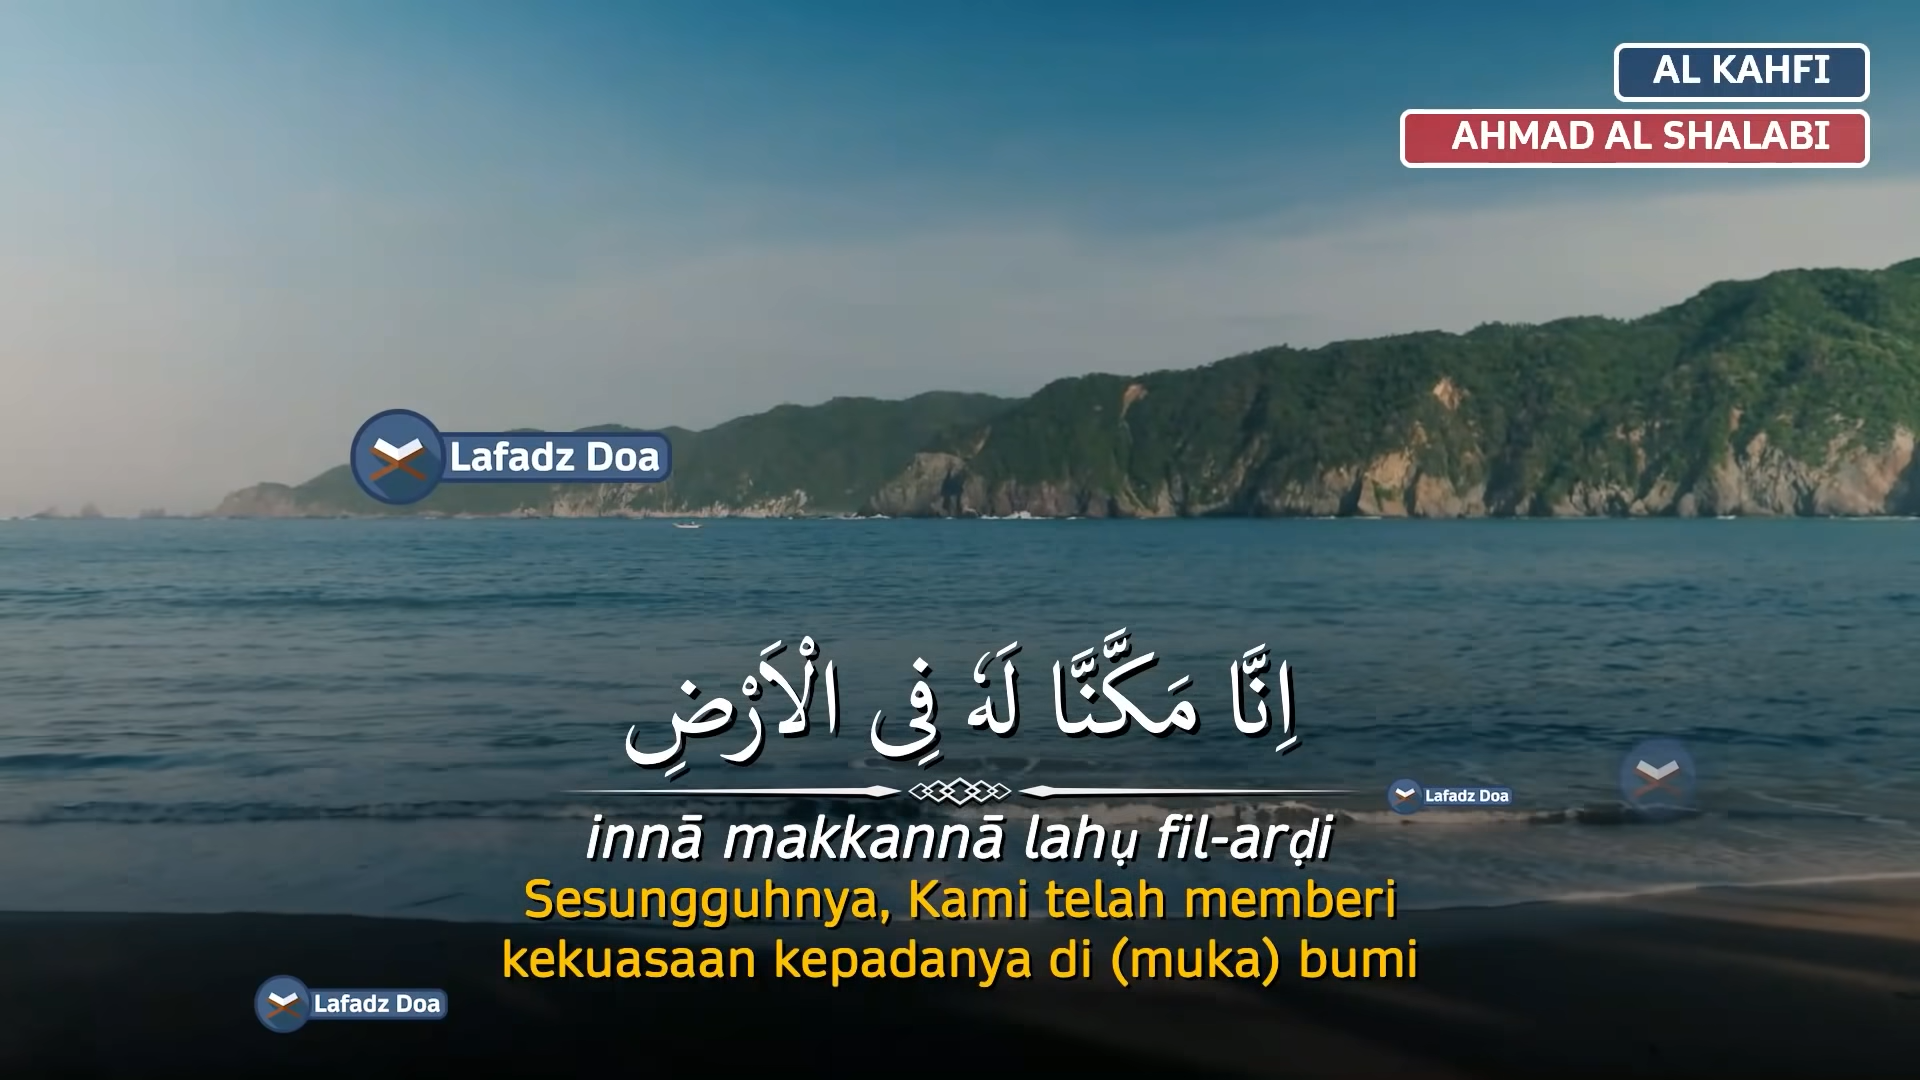 AL KAHFI
AHMAD AL SHALABI
Lafadz Doa
اِنَّا مَكَّنَّا لَهٗ فِى الْاَرْضِ
Lafadz Doa
innā makkannā lahụ fil-arḍi
Sesungguhnya, Kami telah memberi
kekuasaan kepadanya di (muka) bumi
Lafadz Doa